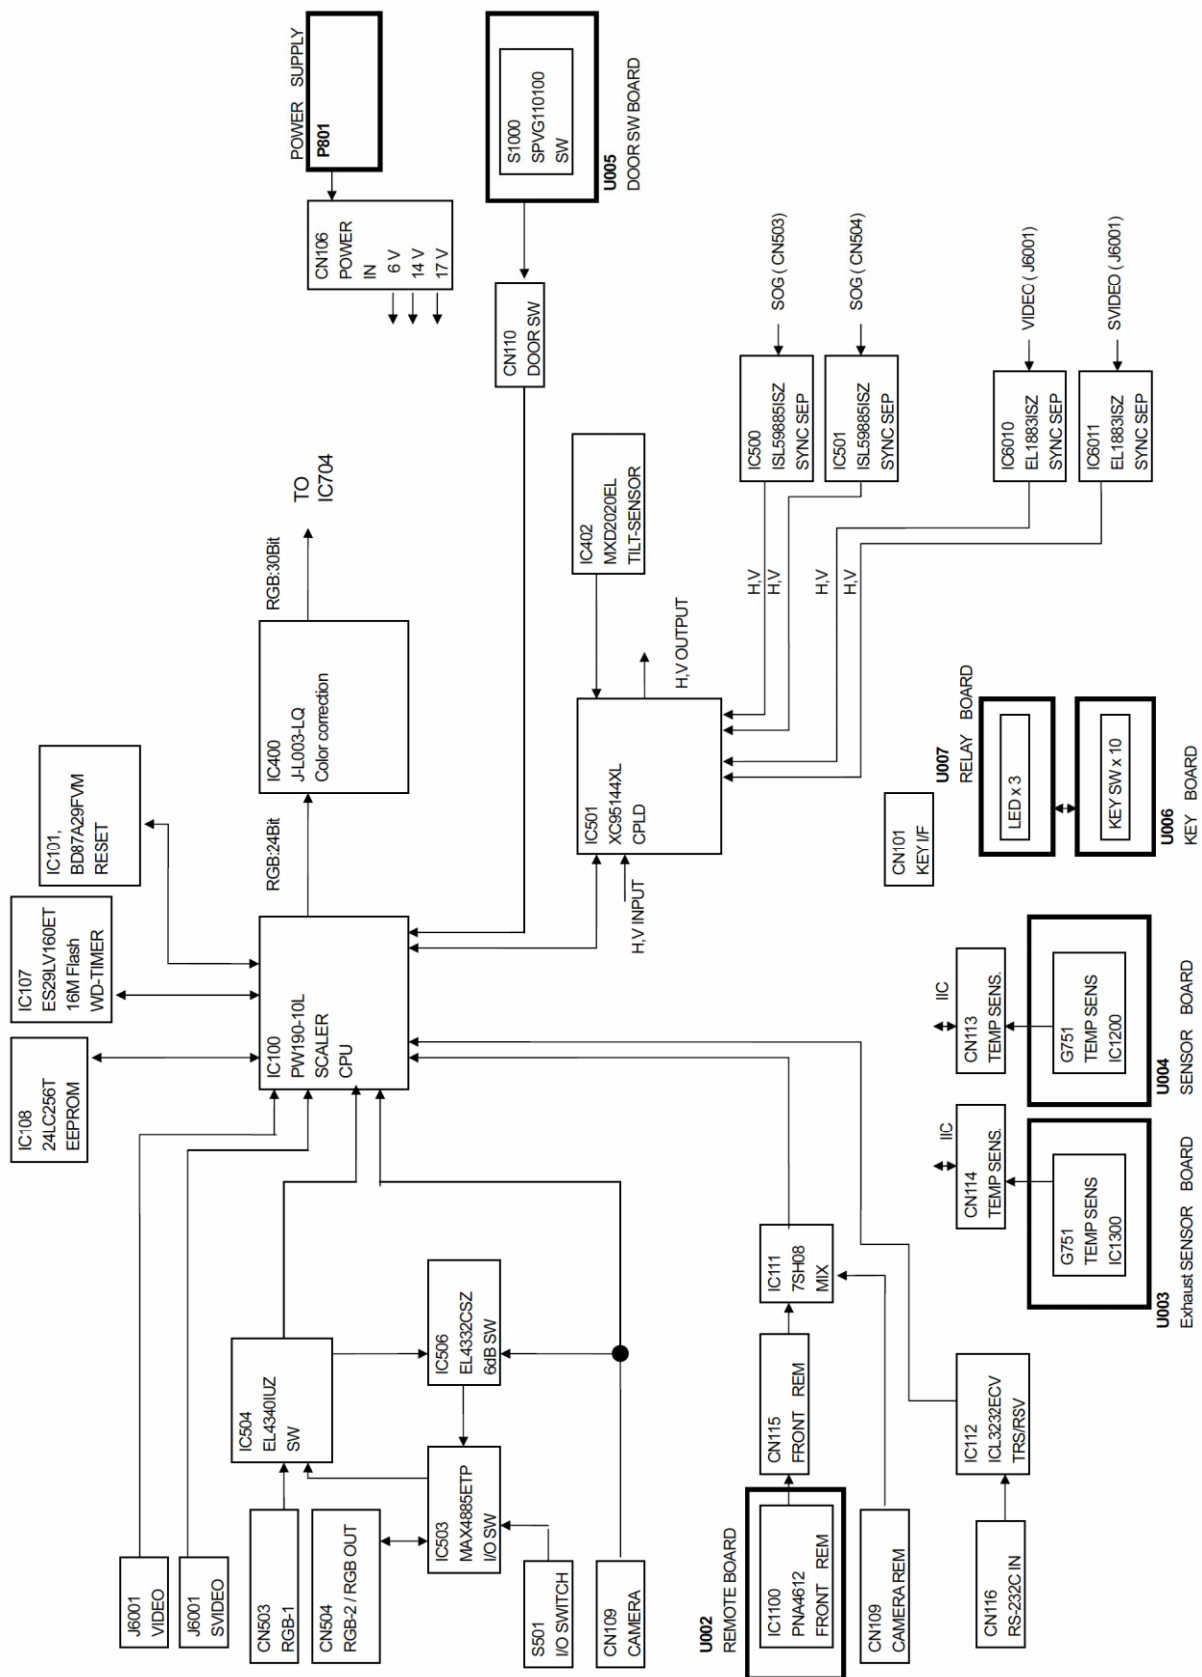 J6001
VIDEO
J6001
SVIDEO
CN503
RGB-1
CN504
RGB-2 / RGB OUT
S501
I/O SWITCH
CN109
CAMERA
U002
REMOTE BOARD
IC1100
PNA4612
FRONT REM
CN109
CAMERA REM
CN116
RS-232C IN
IC504
EL4340IUZ
SW
IC503
MAX4885ETP
I/O SW
IC506
EL4332CSZ
6dB SW
CN115
FRONT REM
IC111
7SH08
MIX
IC112
ICL3232ECV
TRS/RSV
IC108
24LC256T
EEPROM
IC107
ES29LV160ET
16M Flash
WD-TIMER
IC101,
BD87A29FVM
RESET
IC100
PW190-10L
SCALER
CPU
RGB:24Bit
IC400
J-L003-LQ
Color correction
RGB:30Bit
TO
IC704
H,V INPUT
IC501
XC95144XL
CPLD
H,V OUTPUT
IC402
MXD2020EL
TILT-SENSOR
H,V
H,V
H,V
H,V
POWER SUPPLY
P801
CN106
POWER
IN
6 V
14 V
17 V
S1000
SPVG110100
SW
U005
DOOR SW BOARD
CN110
DOOR SW
IC500
ISL59885ISZ
SYNC SEP
SOG ( CN503)
IC501
ISL59885ISZ
SYNC SEP
SOG ( CN504)
IC6010
EL1883ISZ
SYNC SEP
VIDEO ( J6001)
IC6011
EL1883ISZ
SYNC SEP
SVIDEO ( J6001)
CN101
KEY I/F
U007
RELAY BOARD
LED x 3
KEY SW x 10
U006
KEY BOARD
IIC
CN113
TEMP SENS.
G751
TEMP SENS
IC1200
U004
SENSOR BOARD
IIC
CN114
TEMP SENS.
G751
TEMP SENS
IC1300
U003
Exhaust SENSOR BOARD